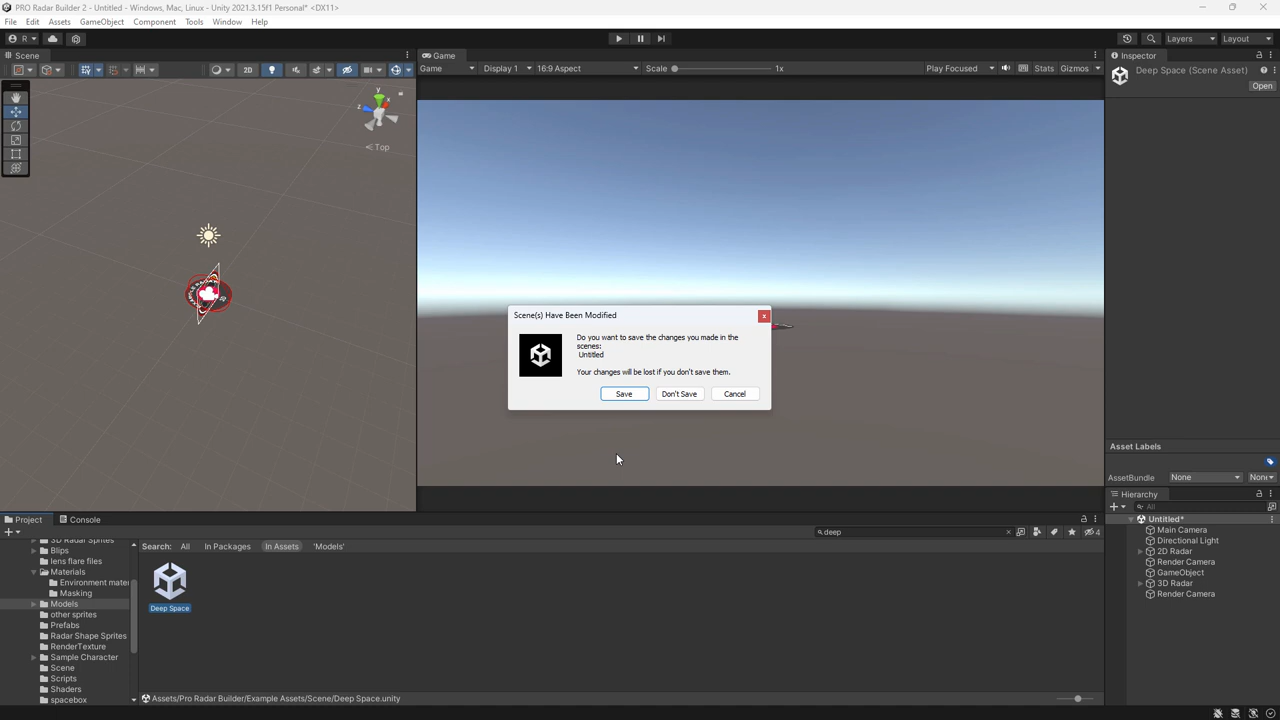 PRO Radar Builder 2 - Untitled - Windows, Mac, Linux - Unity 2021.3.15f1 Personal* <DX11>
File Edit Assets GameObject Component Tools Window Help
R
Layers
Layout
Scene
Game
Inspector
2D
Game
Display 1
16:9 Aspect
Scale
1x
Play Focused
Stats
Gizmos
Deep Space (Scene Asset)
Open
y
z
x
Top
Scene(s) Have Been Modified
x
Do you want to save the changes you made in the
scenes:
Untitled
Your changes will be lost if you don't save them.
Save
Don't Save
Cancel
Asset Labels
AssetBundle
None
Non
Hierarchy
All
Untitled*
Main Camera
Directional Light
2D Radar
Render Camera
GameObject
3D Radar
Render Camera
Project
Console
deep
4
Search: All In Packages In Assets 'Models'
3D Radar Sprites
Blips
lens flare files
Materials
Environment mater
Masking
Models
other sprites
Prefabs
Radar Shape Sprites
RenderTexture
Sample Character
Scene
Scripts
Shaders
spacebox
Deep Space
Assets/Pro Radar Builder/Example Assets/Scene/Deep Space.unity